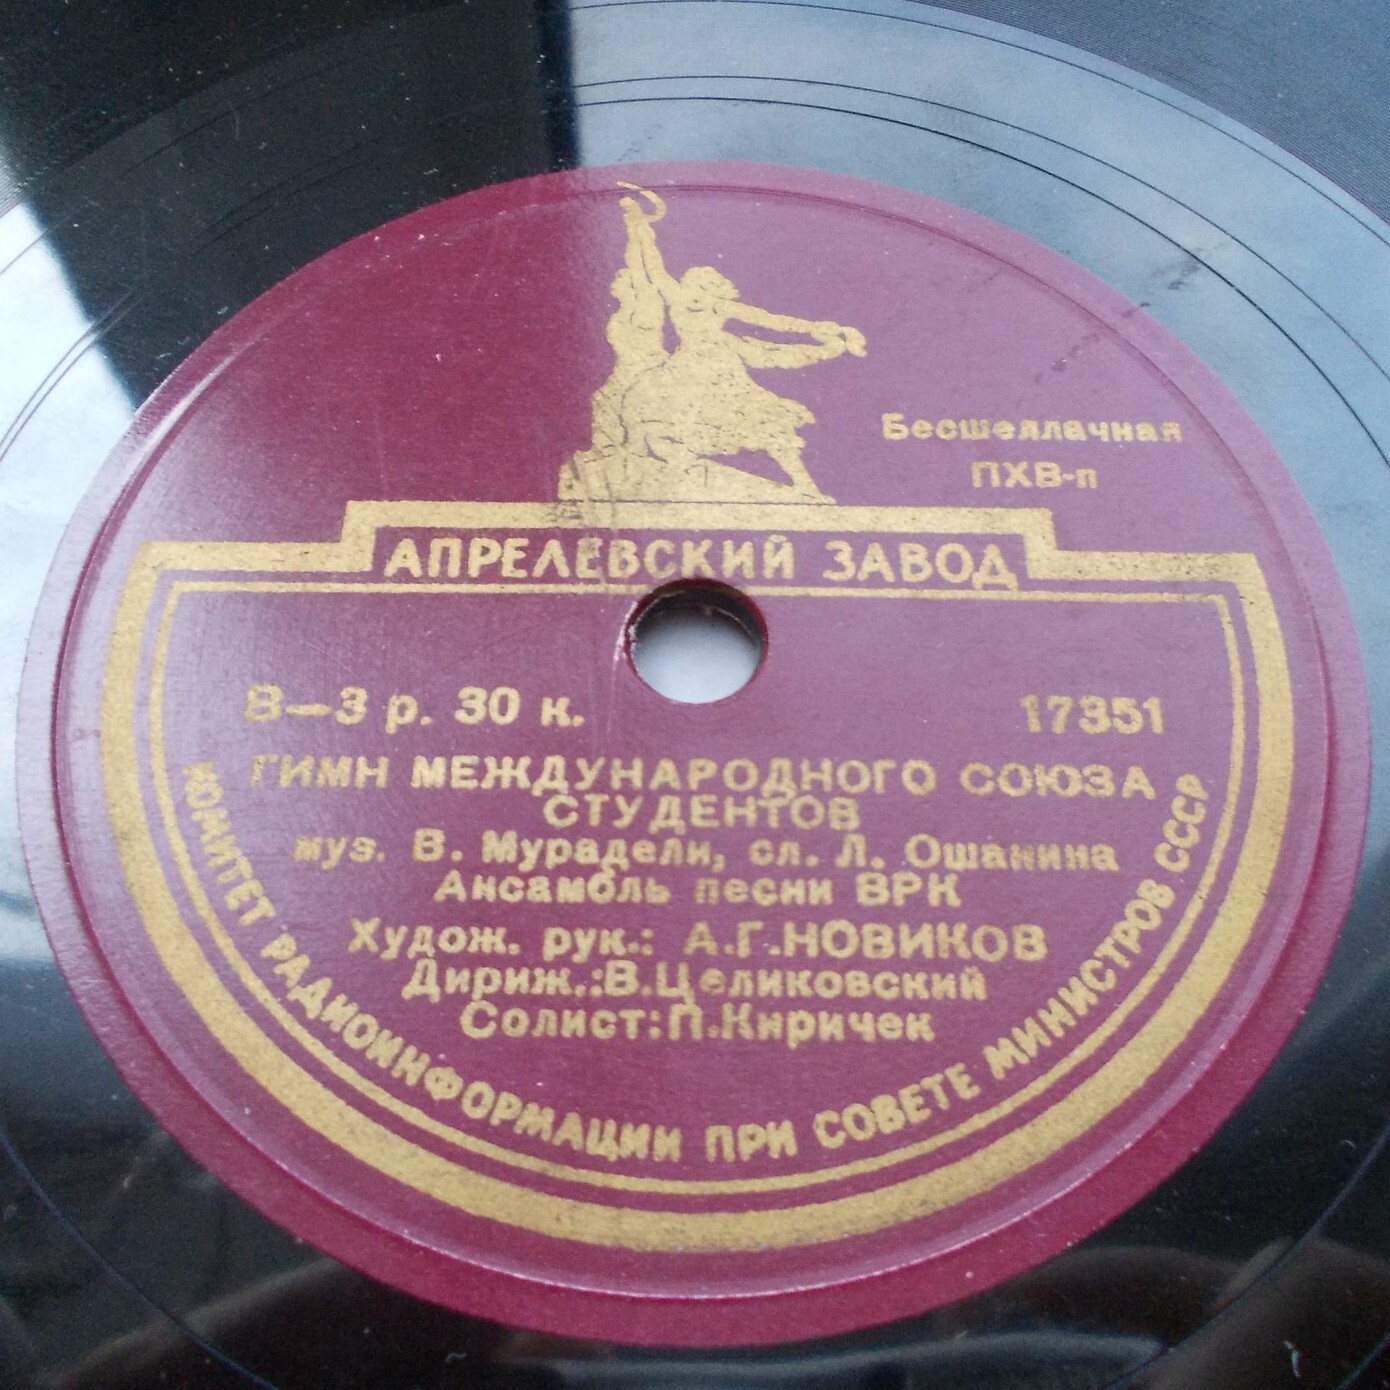 Бесшеллачная
ПХВ-п
АПРЕЛЕВСКИЙ ЗАВОД
В—3 р. 30 к.
17351
ГИМН МЕЖДУНАРОДНОГО СОЮЗА
СТУДЕНТОВ
муз. В. Мурадели, сл. Л. Ошанина
Ансамбль песни ВРК
Худож. рук.: А.Г.НОВИКОВ
Дириж.:В.Целиковский
Солист:П.Киричек
КОМИТЕТ РАДИОИНФОРМАЦИИ ПРИ СОВЕТЕ МИНИСТРОВ СССР